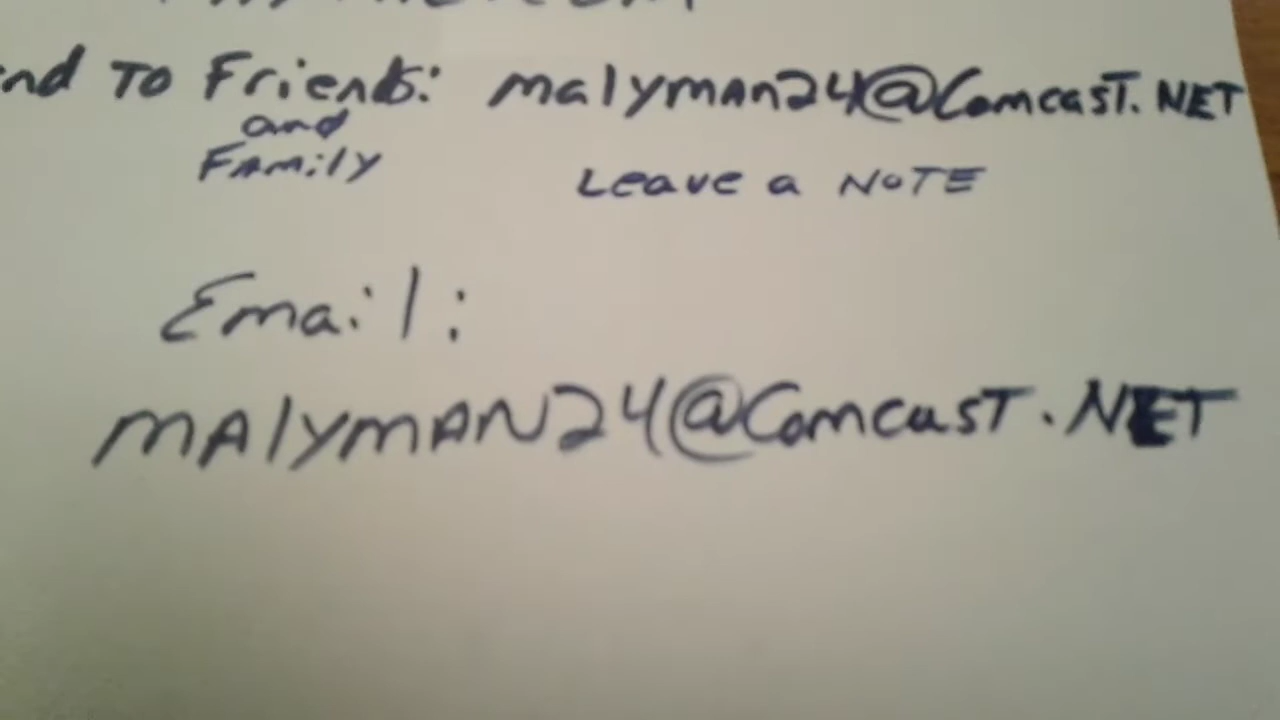 To Friends: malyman24@Comcast.NET
and
Family
Leave a NOTE
Email:
MAlymAN24@Comcast.NET